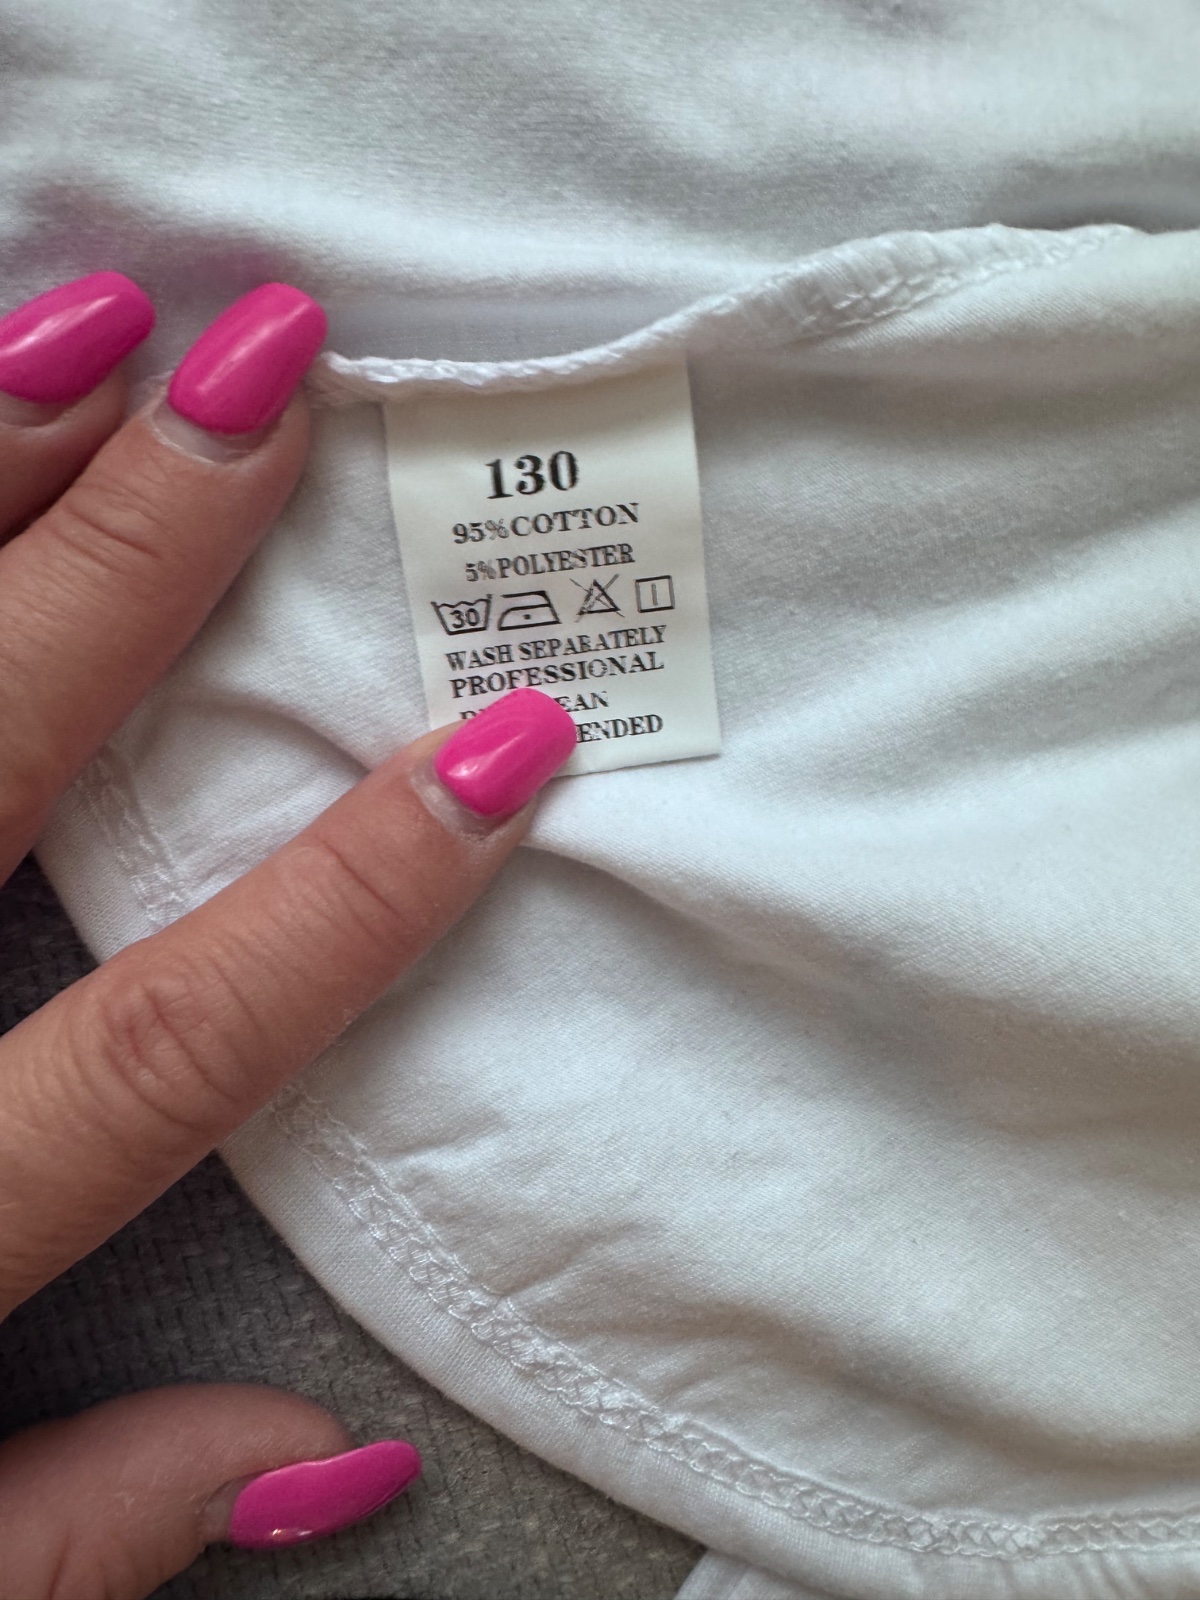 130
95%COTTON
5%POLYESTER
30
WASH SEPARATELY
PROFESSIONAL